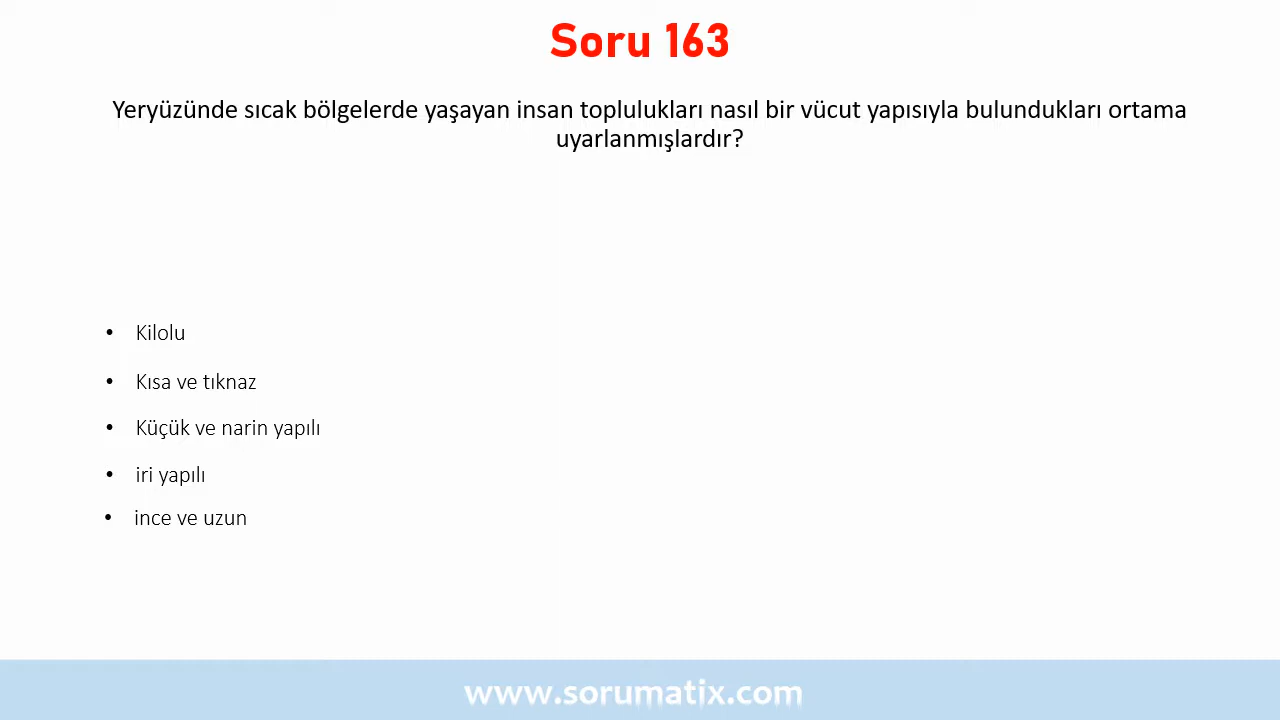 Soru 163
Yeryüzünde sıcak bölgelerde yaşayan insan toplulukları nasıl bir vücut yapısıyla bulundukları ortama
uyarlanmışlardır?
• Kilolu
• Kısa ve tıknaz
• Küçük ve narin yapılı
• iri yapılı
• ince ve uzun
www.sorumatix.com